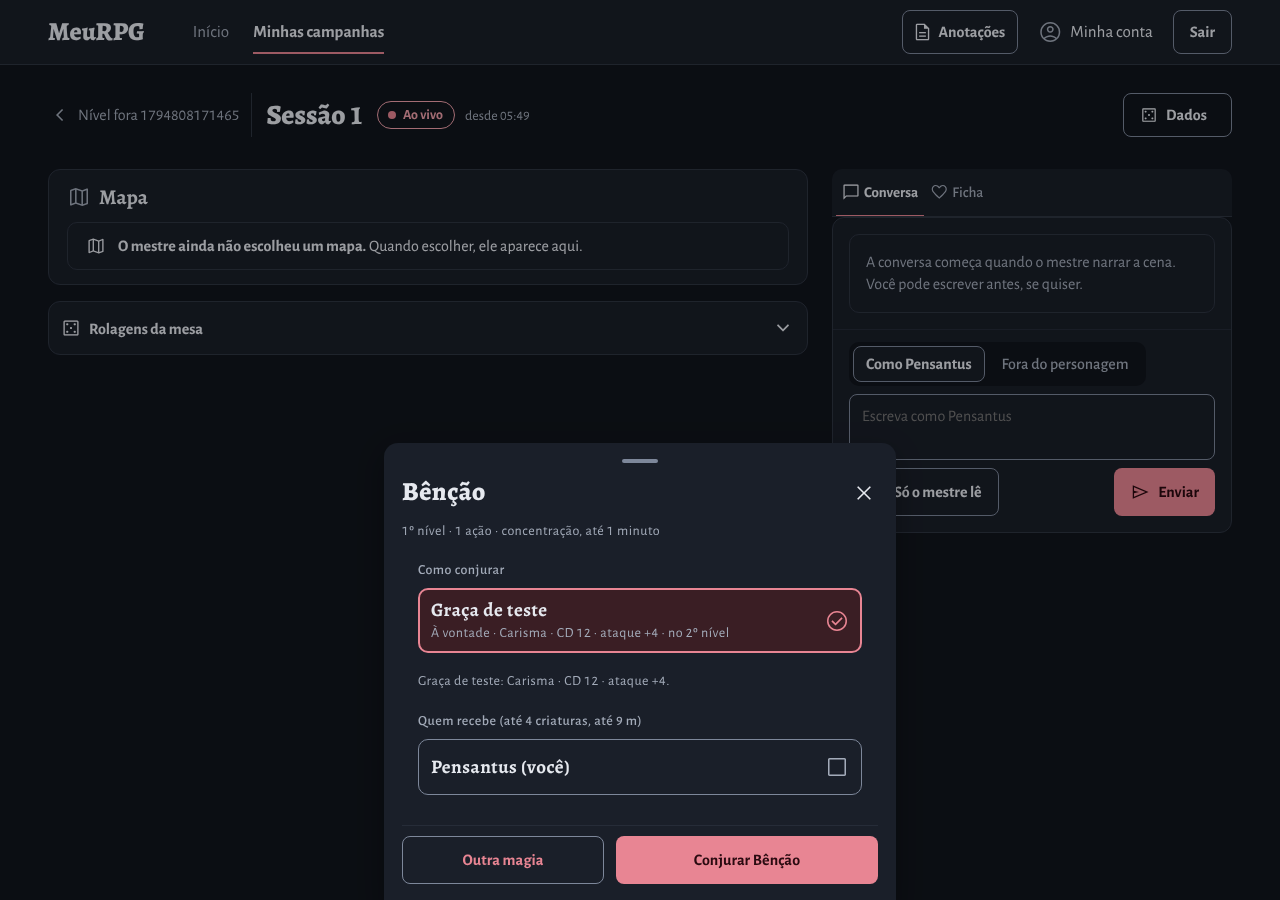 MeuRPG
Início
Minhas campanhas
Anotações
Minha conta
Sair
Nível fora 1794808171465
Sessão 1
Ao vivo
desde 05:49
Dados
Mapa
O mestre ainda não escolheu um mapa. Quando escolher, ele aparece aqui.
Rolagens da mesa
Conversa
Ficha
A conversa começa quando o mestre narrar a cena.
Você pode escrever antes, se quiser.
Como Pensantus
Fora do personagem
Escreva como Pensantus
Só o mestre lê
Enviar
Bênção
1º nível · 1 ação · concentração, até 1 minuto
Como conjurar
Graça de teste
À vontade · Carisma · CD 12 · ataque +4 · no 2º nível
Graça de teste: Carisma · CD 12 · ataque +4.
Quem recebe (até 4 criaturas, até 9 m)
Pensantus (você)
Outra magia
Conjurar Bênção